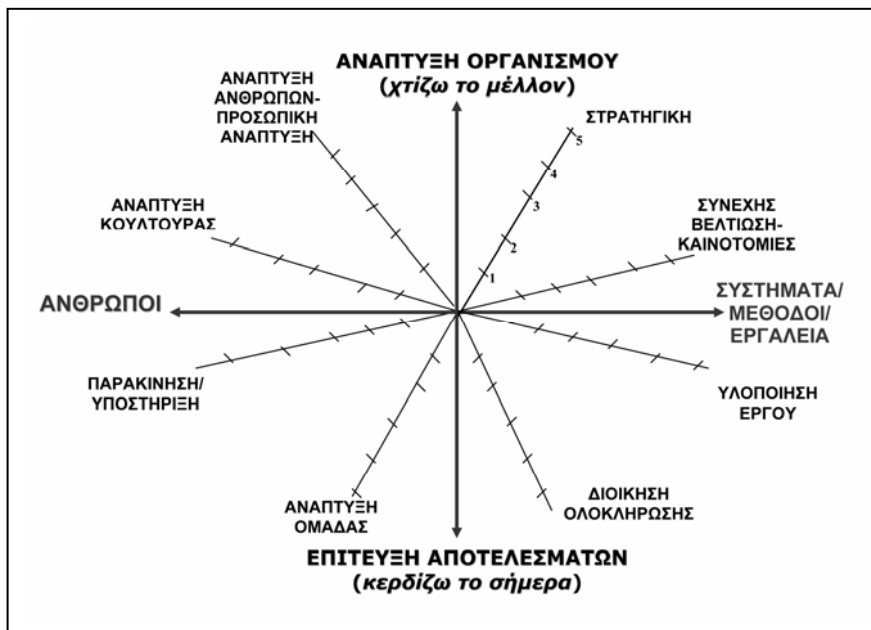 ΑΝΑΠΤΥΞΗ ΟΡΓΑΝΙΣΜΟΥ
(χτίζω το μέλλον)
ΑΝΑΠΤΥΞΗ
ΑΝΘΡΩΠΩΝ-
ΠΡΟΣΩΠΙΚΗ
ΑΝΑΠΤΥΞΗ
ΣΤΡΑΤΗΓΙΚΗ
5
4
3
2
1
ΑΝΑΠΤΥΞΗ
ΚΟΥΛΤΟΥΡΑΣ
ΣΥΝΕΧΗΣ
ΒΕΛΤΙΩΣΗ-
ΚΑΙΝΟΤΟΜΙΕΣ
ΑΝΘΡΩΠΟΙ
ΣΥΣΤΗΜΑΤΑ/
ΜΕΘΟΔΟΙ/
ΕΡΓΑΛΕΙΑ
ΠΑΡΑΚΙΝΗΣΗ/
ΥΠΟΣΤΗΡΙΞΗ
ΥΛΟΠΟΙΗΣΗ
ΕΡΓΟΥ
ΑΝΑΠΤΥΞΗ
ΟΜΑΔΑΣ
ΔΙΟΙΚΗΣΗ
ΟΛΟΚΛΗΡΩΣΗΣ
ΕΠΙΤΕΥΞΗ ΑΠΟΤΕΛΕΣΜΑΤΩΝ
(κερδίζω το σήμερα)